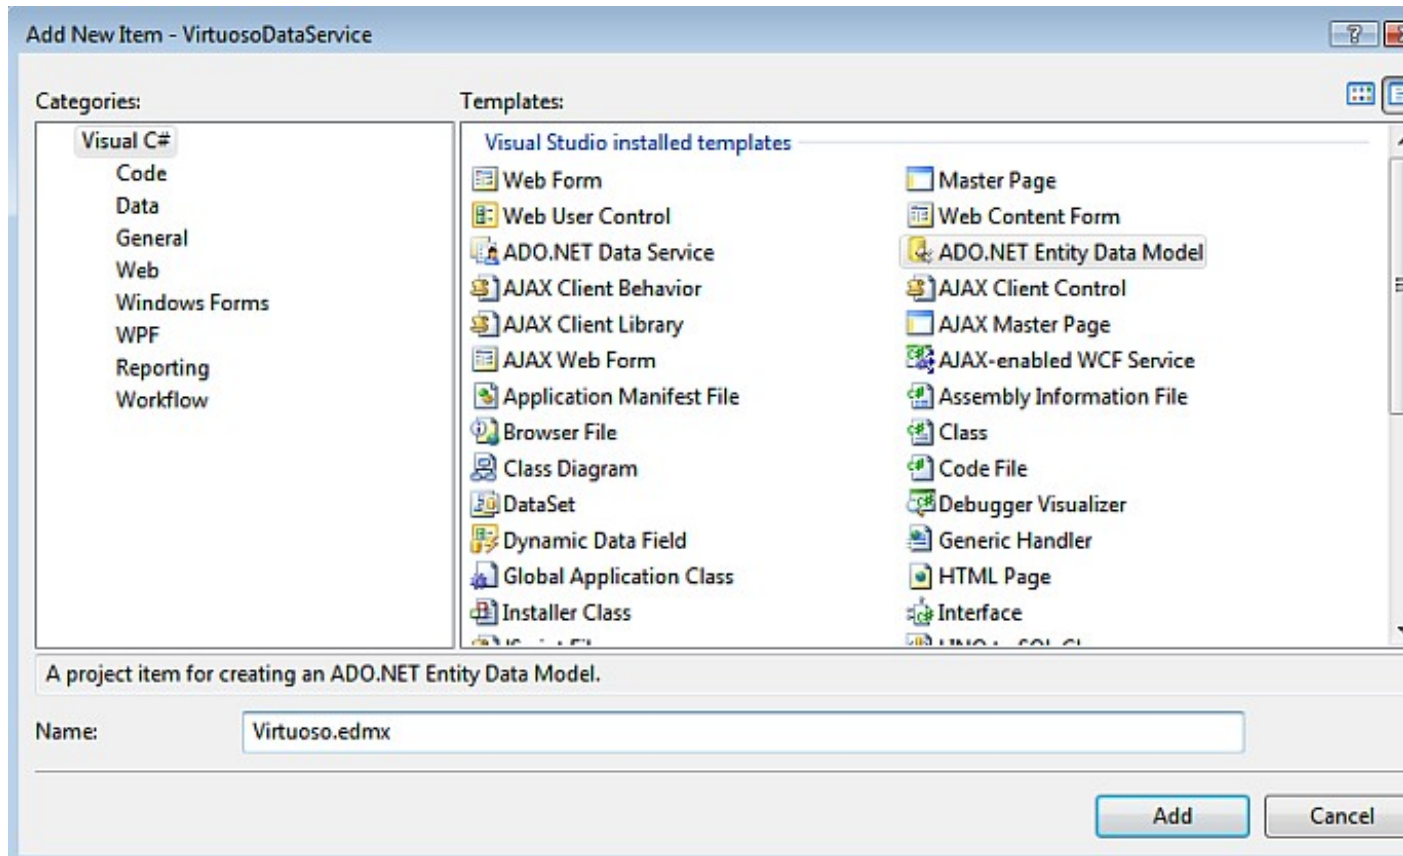 Add New Item - VirtuosoDataService
Categories:
Templates:
Visual C#
Code
Data
General
Web
Windows Forms
WPF
Reporting
Workflow
Visual Studio installed templates
Web Form
Master Page
Web User Control
Web Content Form
ADO.NET Data Service
ADO.NET Entity Data Model
AJAX Client Behavior
AJAX Client Control
AJAX Client Library
AJAX Master Page
AJAX Web Form
AJAX-enabled WCF Service
Application Manifest File
Assembly Information File
Browser File
Class
Class Diagram
Code File
DataSet
Debugger Visualizer
Dynamic Data Field
Generic Handler
Global Application Class
HTML Page
Installer Class
Interface
A project item for creating an ADO.NET Entity Data Model.
Name:
Virtuoso.edmx
Add
Cancel